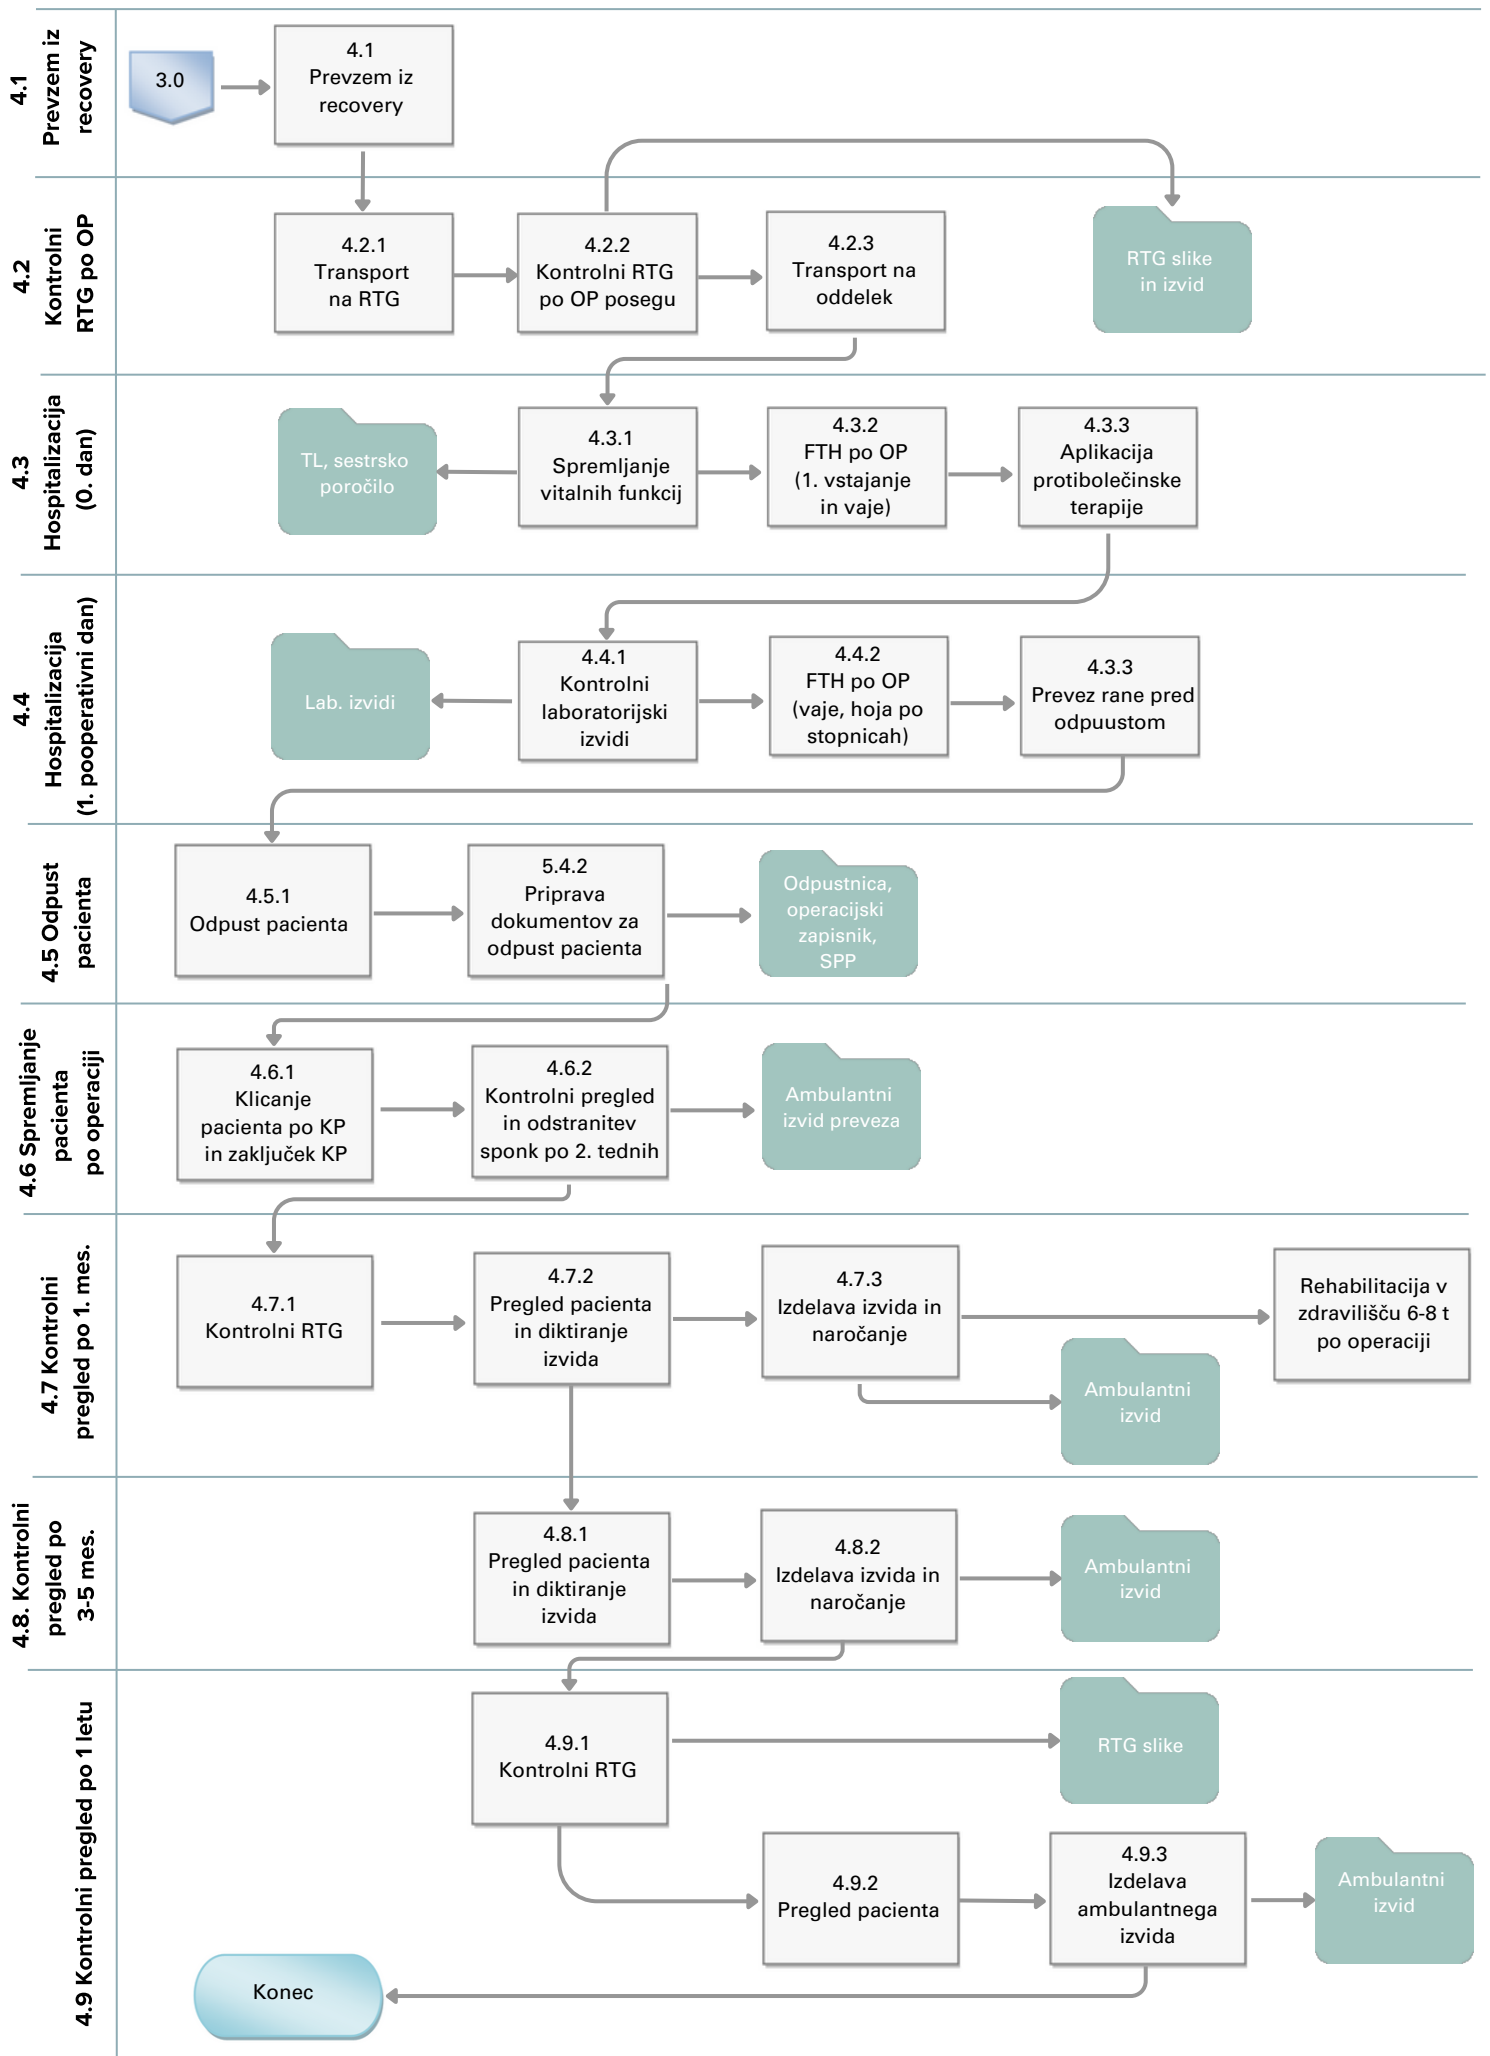 4.1
Prevzem iz
recovery
3.0
4.1
Prevzem iz
recovery
4.2
Kontrolni
RTG po OP
4.2.1
Transport
na RTG
4.2.2
Kontrolni RTG
po OP posegu
4.2.3
Transport na
oddelek
RTG slike
in izvid
4.3
Hospitalizacija
(0. dan)
TL, sestrsko
poročilo
4.3.1
Spremljanje
vitalnih funkcij
4.3.2
FTH po OP
(1. vstajanje
in vaje)
4.3.3
Aplikacija
protibolečinske
terapije
4.4
Hospitalizacija
(1. pooperativni dan)
Lab. izvidi
4.4.1
Kontrolni
laboratorijski
izvidi
4.4.2
FTH po OP
(vaje, hoja po
stopnicah)
4.3.3
Prevez rane pred
odpuustom
4.5 Odpust
pacienta
4.5.1
Odpust pacienta
5.4.2
Priprava
dokumentov za
odpust pacienta
Odpustnica,
operacijski
zapisnik,
SPP
4.6 Spremljanje
pacienta
po operaciji
4.6.1
Klicanje
pacienta po KP
in zaključek KP
4.6.2
Kontrolni pregled
in odstranitev
sponk po 2. tednih
Ambulantni
izvid preveza
4.7 Kontrolni
pregled po 1. mes.
4.7.1
Kontrolni RTG
4.7.2
Pregled pacienta
in diktiranje
izvida
4.7.3
Izdelava izvida in
naročanje
Rehabilitacija v
zdravilišču 6-8 t
po operaciji
Ambulantni
izvid
4.8. Kontrolni
pregled po
3-5 mes.
4.8.1
Pregled pacienta
in diktiranje
izvida
4.8.2
Izdelava izvida in
naročanje
Ambulantni
izvid
4.9 Kontrolni pregled po 1 letu
4.9.1
Kontrolni RTG
RTG slike
4.9.2
Pregled pacienta
4.9.3
Izdelava
ambulantnega
izvida
Ambulantni
izvid
Konec